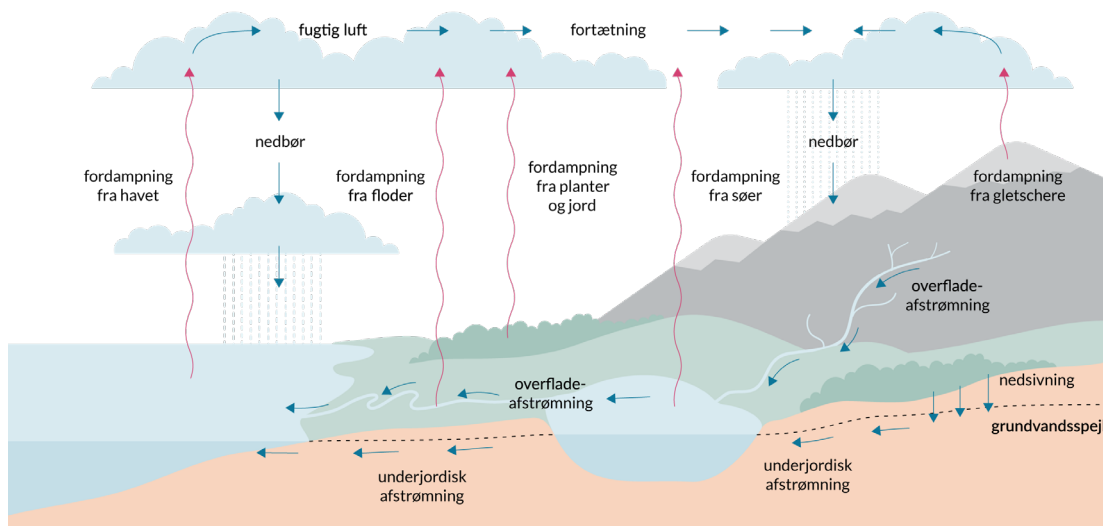 fugtig luft
fortætning
nedbør
nedbør
fordampning
fra havet
fordampning
fra floder
fordampning
fra planter
og jord
fordampning
fra søer
fordampning
fra gletschere
overflade-
afstrømning
overflade-
afstrømning
nedsivning
grundvandsspejl
underjordisk
afstrømning
underjordisk
afstrømning